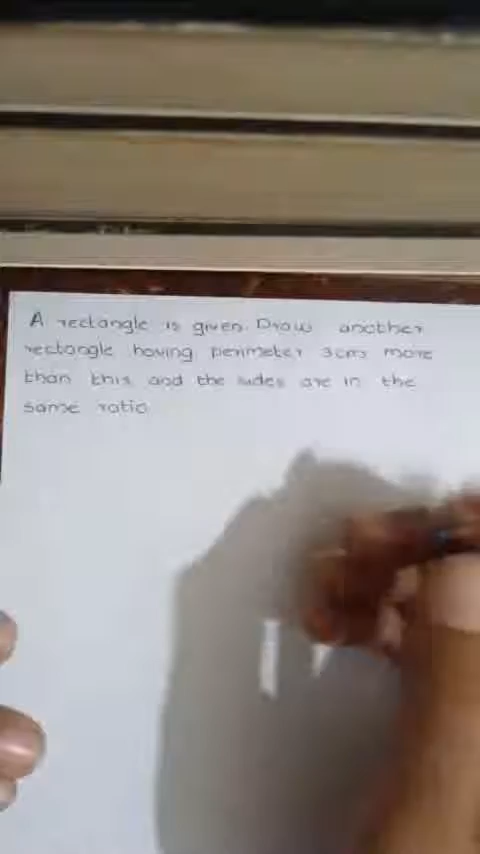 A rectangle is given. Draw another
rectangle having perimeter 3cms more
than this and the sides are in the
same ratio